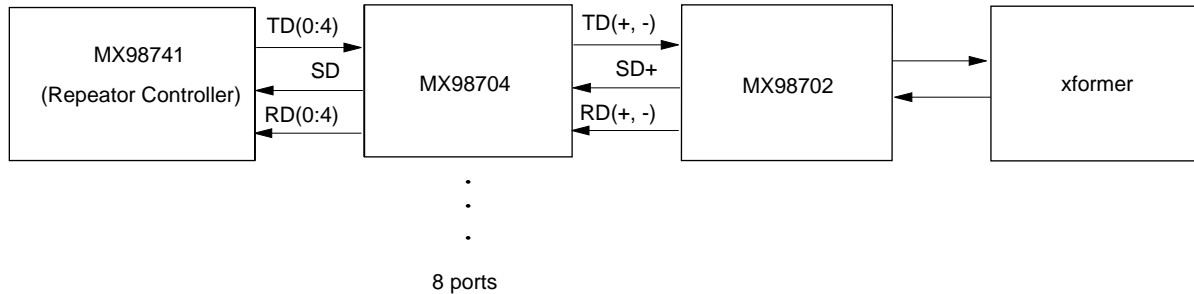 MX98741
(Repeator Controller)
TD(0:4)
SD
RD(0:4)
MX98704
TD(+, -)
SD+
RD(+, -)
MX98702
xformer
8 ports